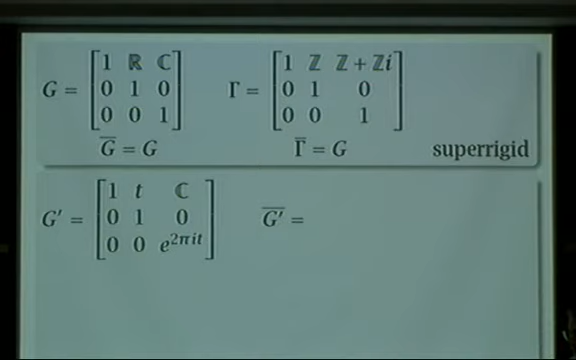 G = [1 ℝ ℂ; 0 1 0; 0 0 1] Γ = [1 ℤ ℤ + ℤi; 0 1 0; 0 0 1]
G̅ = G Γ̅ = G superrigid
G′ = [1 t ℂ; 0 1 0; 0 0 e^{2πit}] G̅′ =